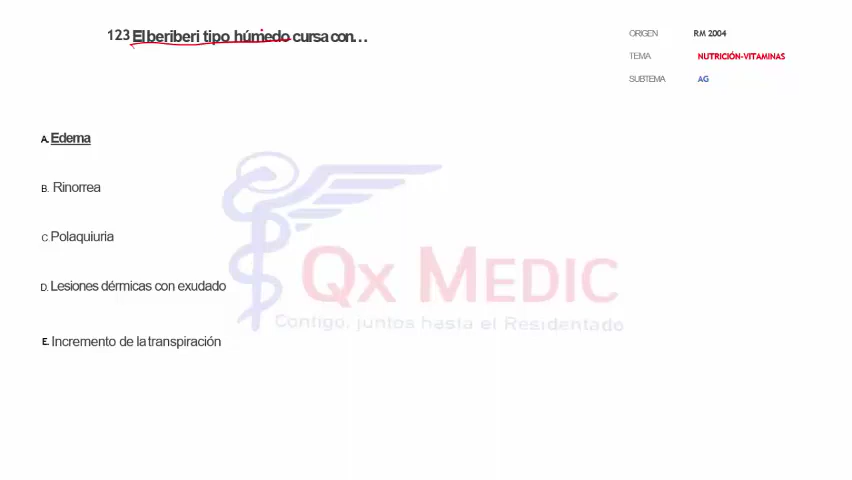 123 El beriberi tipo húmedo cursa con...
ORIGEN RM 2004
TEMA NUTRICIÓN-VITAMINAS
SUBTEMA AG
A. Edema
B. Rinorrea
C. Polaquiuria
D. Lesiones dérmicas con exudado
E. Incremento de la transpiración
Qx MEDIC
Contigo, juntos hasta el Residentado